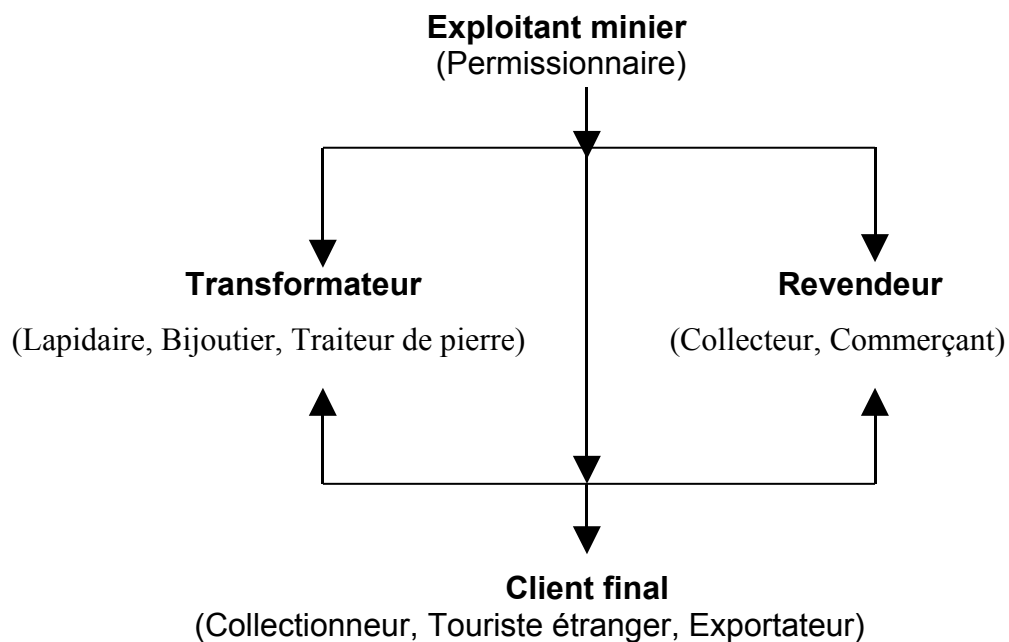 Exploitant minier
(Permissionnaire)
Transformateur
(Lapidaire, Bijoutier, Traiteur de pierre)
Revendeur
(Collecteur, Commerçant)
Client final
(Collectionneur, Touriste étranger, Exportateur)